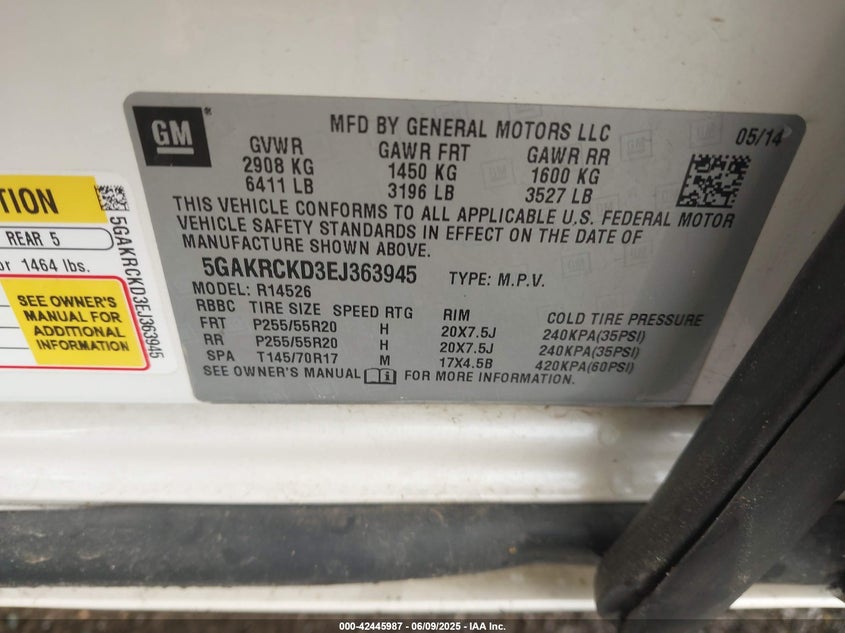 GM
MFD BY GENERAL MOTORS LLC 05/14
GVWR GAWR FRT GAWR RR
2908 KG 1450 KG 1600 KG
6411 LB 3196 LB 3527 LB
THIS VEHICLE CONFORMS TO ALL APPLICABLE U.S. FEDERAL MOTOR
VEHICLE SAFETY STANDARDS IN EFFECT ON THE DATE OF
MANUFACTURE SHOWN ABOVE.
5GAKRCKD3EJ363945 TYPE: M.P.V.
MODEL: R14526
RBBC TIRE SIZE SPEED RTG RIM COLD TIRE PRESSURE
FRT P255/55R20 H 20X7.5J 240KPA(35PSI)
RR P255/55R20 H 20X7.5J 240KPA(35PSI)
SPA T145/70R17 M 17X4.5B 420KPA(60PSI)
SEE OWNER'S MANUAL FOR MORE INFORMATION.
REAR 5
1464 lbs.
SEE OWNER'S
MANUAL FOR
ADDITIONAL
INFORMATION
5GAKRCKD3EJ363945
000-42445987 - 06/09/2025 - IAA Inc.